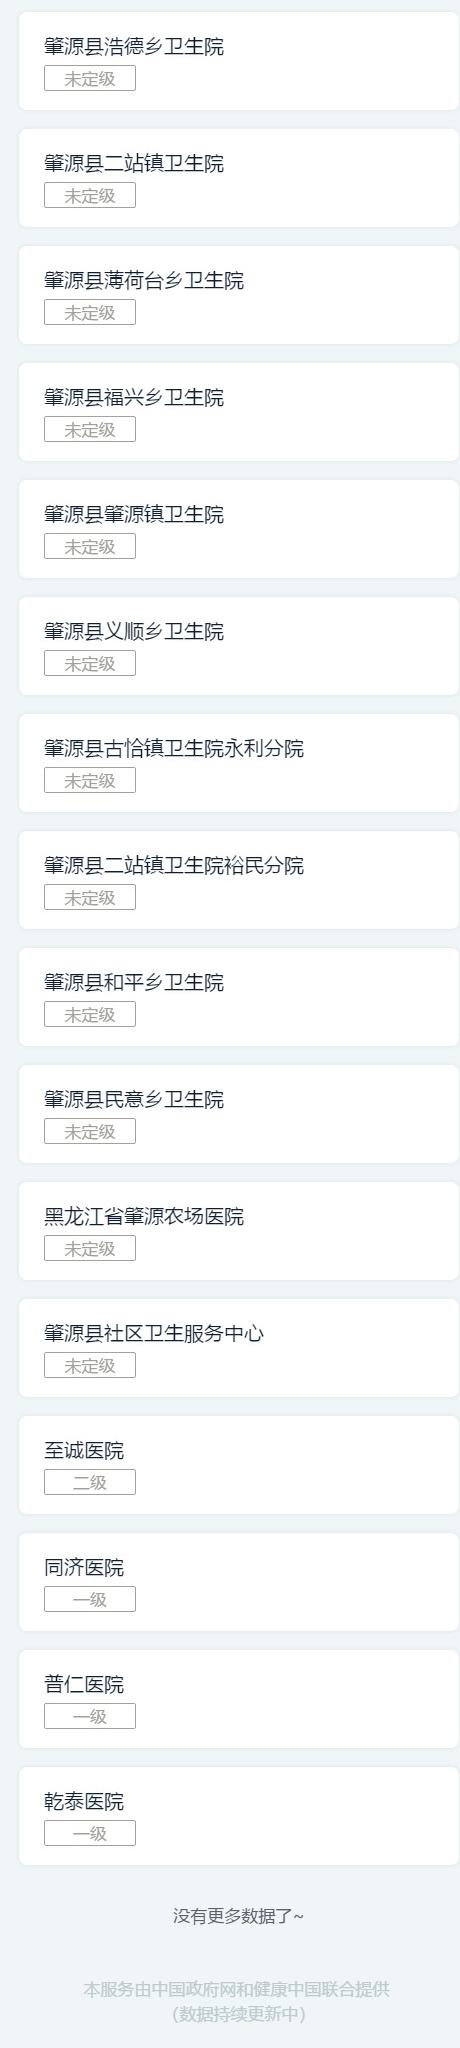 肇源县浩德乡卫生院
未定级
肇源县二站镇卫生院
未定级
肇源县薄荷台乡卫生院
未定级
肇源县福兴乡卫生院
未定级
肇源县肇源镇卫生院
未定级
肇源县义顺乡卫生院
未定级
肇源县古恰镇卫生院永利分院
未定级
肇源县二站镇卫生院裕民分院
未定级
肇源县和平乡卫生院
未定级
肇源县民意乡卫生院
未定级
黑龙江省肇源农场医院
未定级
肇源县社区卫生服务中心
未定级
至诚医院
二级
同济医院
一级
普仁医院
一级
乾泰医院
一级
没有更多数据了~
本服务由中国政府网和健康中国联合提供
（数据持续更新中）